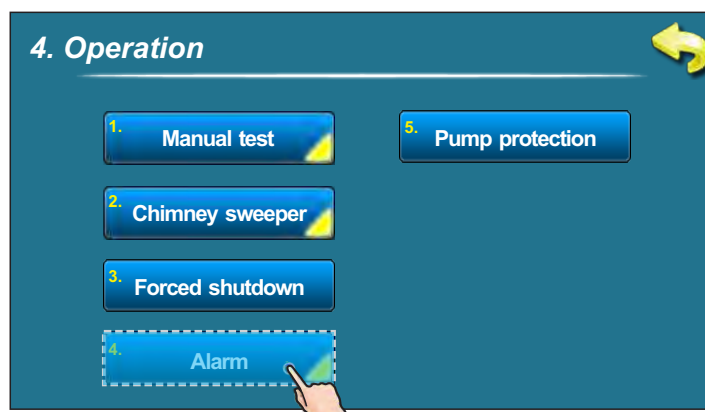 4. Operation
1. Manual test
5. Pump protection
2. Chimney sweeper
3. Forced shutdown
4. Alarm